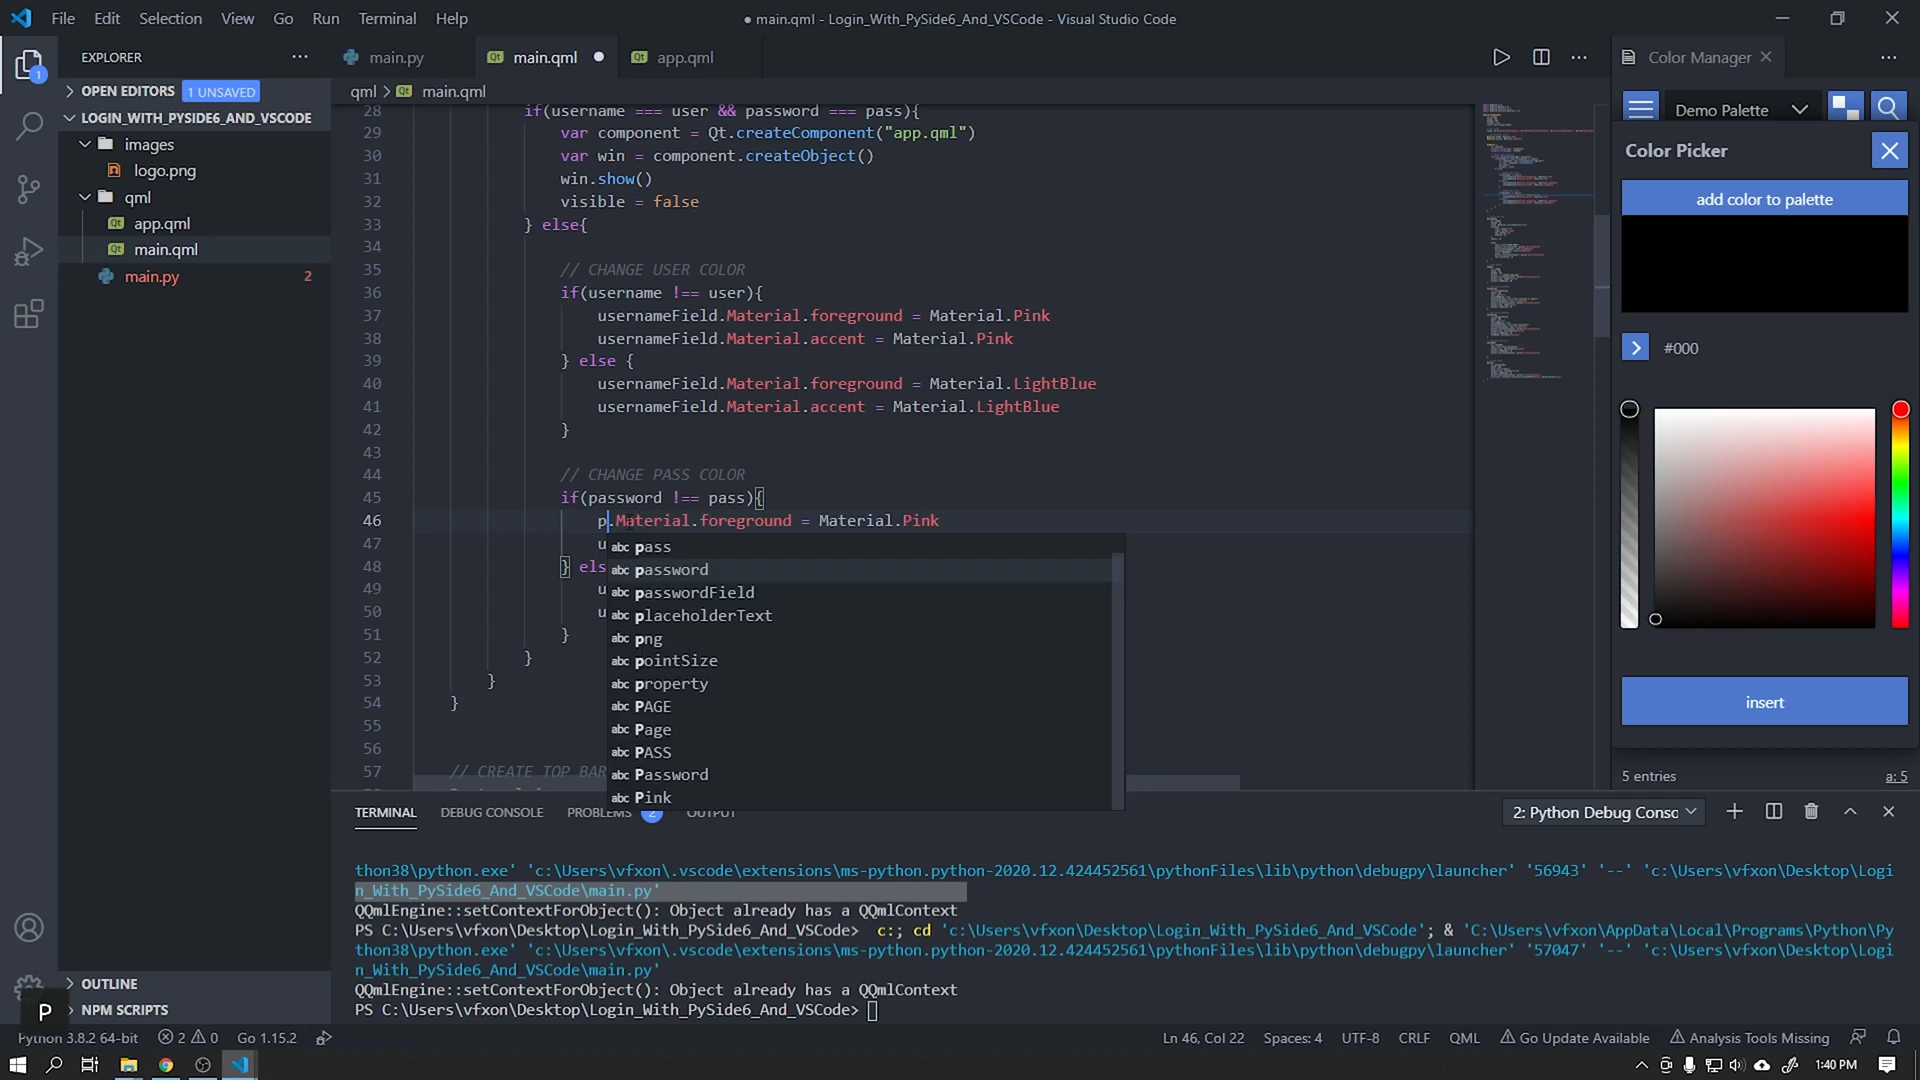 File Edit Selection View Go Run Terminal Help
● main.qml - Login_With_PySide6_And_VSCode - Visual Studio Code
EXPLORER
main.py
main.qml
app.qml
Color Manager
OPEN EDITORS 1 UNSAVED
LOGIN_WITH_PYSIDE6_AND_VSCODE
images
logo.png
qml
app.qml
main.qml
main.py 2
OUTLINE
NPM SCRIPTS
1
P
qml > main.qml
28 if(username === user && password === pass){
29 var component = Qt.createComponent("app.qml")
30 var win = component.createObject()
31 win.show()
32 visible = false
33 } else{
34
35 // CHANGE USER COLOR
36 if(username !== user){
37 usernameField.Material.foreground = Material.Pink
38 usernameField.Material.accent = Material.Pink
39 } else {
40 usernameField.Material.foreground = Material.LightBlue
41 usernameField.Material.accent = Material.LightBlue
42 }
43
44 // CHANGE PASS COLOR
45 if(password !== pass){
46 p.Material.foreground = Material.Pink
47 u
48 } els
49 u
50 u
51 }
52 }
53 }
54 }
55
56
57 // CREATE TOP BAR
abc pass
abc password
abc passwordField
abc placeholderText
abc png
abc pointSize
abc property
abc PAGE
abc Page
abc PASS
abc Password
abc Pink
Demo Palette
Color Picker
add color to palette
#000
insert
5 entries a: 5
TERMINAL DEBUG CONSOLE PROBLEMS 2 OUTPUT
2: Python Debug Consc
thon38\python.exe' 'c:\Users\vfxon\.vscode\extensions\ms-python.python-2020.12.424452561\pythonFiles\lib\python\debugpy\launcher' '56943' '--' 'c:\Users\vfxon\Desktop\Logi
n_With_PySide6_And_VSCode\main.py'
QQmlEngine::setContextForObject(): Object already has a QQmlContext
PS C:\Users\vfxon\Desktop\Login_With_PySide6_And_VSCode> c:; cd 'c:\Users\vfxon\Desktop\Login_With_PySide6_And_VSCode'; & 'C:\Users\vfxon\AppData\Local\Programs\Python\Py
thon38\python.exe' 'c:\Users\vfxon\.vscode\extensions\ms-python.python-2020.12.424452561\pythonFiles\lib\python\debugpy\launcher' '57047' '--' 'c:\Users\vfxon\Desktop\Logi
n_With_PySide6_And_VSCode\main.py'
QQmlEngine::setContextForObject(): Object already has a QQmlContext
PS C:\Users\vfxon\Desktop\Login_With_PySide6_And_VSCode>
Python 3.8.2 64-bit 2 0 Go 1.15.2
Ln 46, Col 22 Spaces: 4 UTF-8 CRLF QML Go Update Available Analysis Tools Missing
1:40 PM